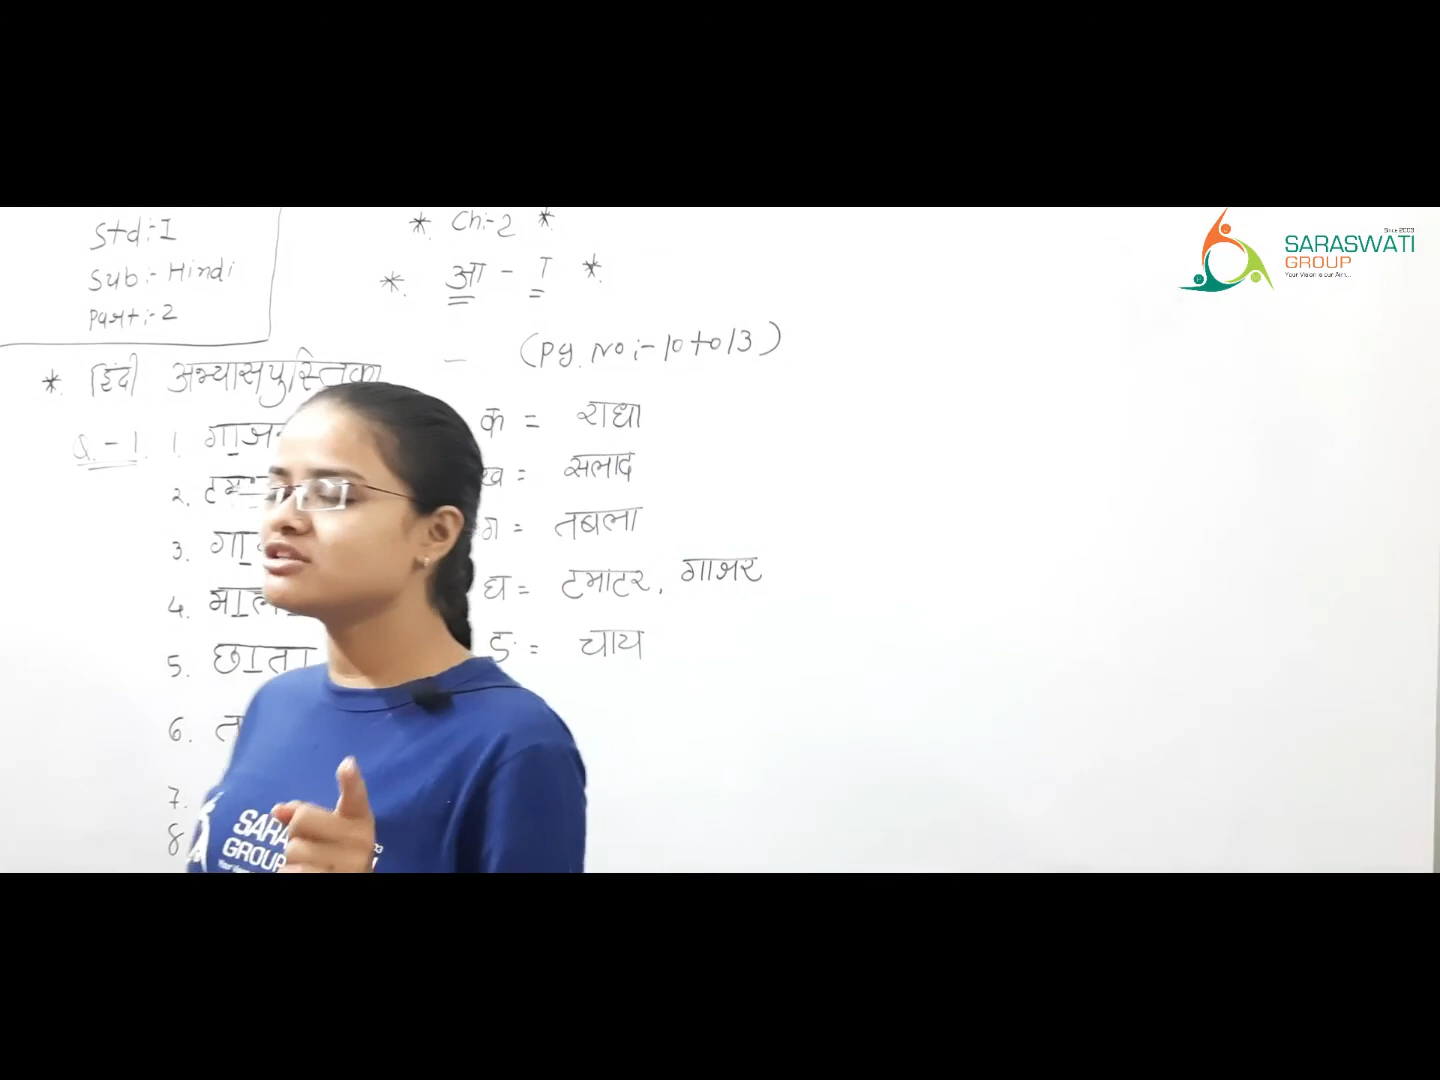 Std:-I
Sub:- Hindi
Part:-2
* Ch:-2 *
* आ - ा *
* हिंदी अभ्यासपुस्तिका - (Pg. No:- 10 to 13)
Q.-1. 1.
2.
3.
4.
5. छाता
6.
7.
8
क = राधा
ख = सलाद
ग = तबला
घ = टमाटर, गाजर
ङ = चाय
Since 2003
SARASWATI
GROUP
Your Vision is our Aim...
GROUP